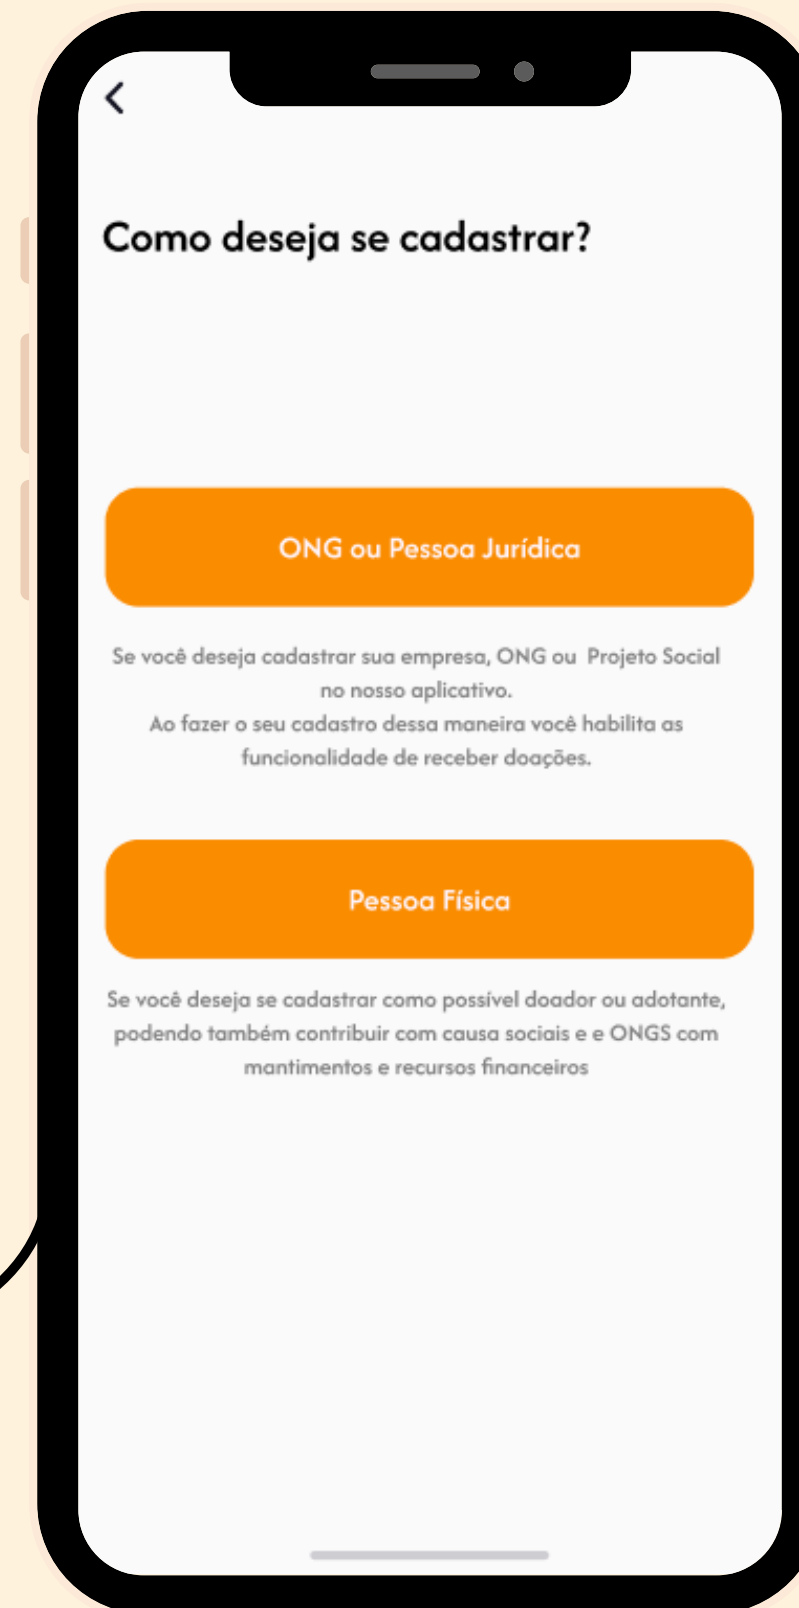 Como deseja se cadastrar?
ONG ou Pessoa Jurídica
Se você deseja cadastrar sua empresa, ONG ou  Projeto Social
no nosso aplicativo.
Ao fazer o seu cadastro dessa maneira você habilita as
funcionalidade de receber doações.
Pessoa Física
Se você deseja se cadastrar como possível doador ou adotante,
podendo também contribuir com causa sociais e e ONGS com
mantimentos e recursos financeiros